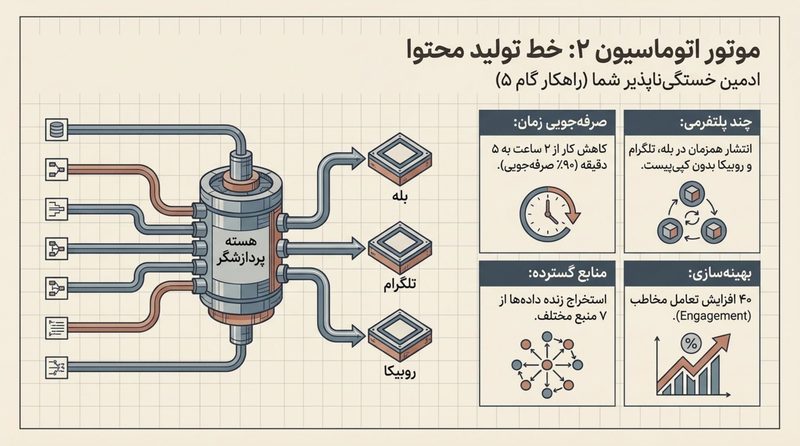 موتور اتوماسیون ۲: خط تولید محتوا
ادمین خستگی‌ناپذیر شما (راهکار گام ۵)
چند پلتفرمی:
انتشار همزمان در بله، تلگرام
و روبیکا بدون کپی‌پیست.
صرفه‌جویی زمان:
کاهش کار از ۲ ساعت به ۵
دقیقه (۹۰٪ صرفه‌جویی).
بهینه‌سازی:
۴۰ افزایش تعامل مخاطب
(Engagement).
%
منابع گسترده:
استخراج زنده داده‌ها از
۷ منبع مختلف.
هسته
پردازشگر
بله
تلگرام
روبیکا